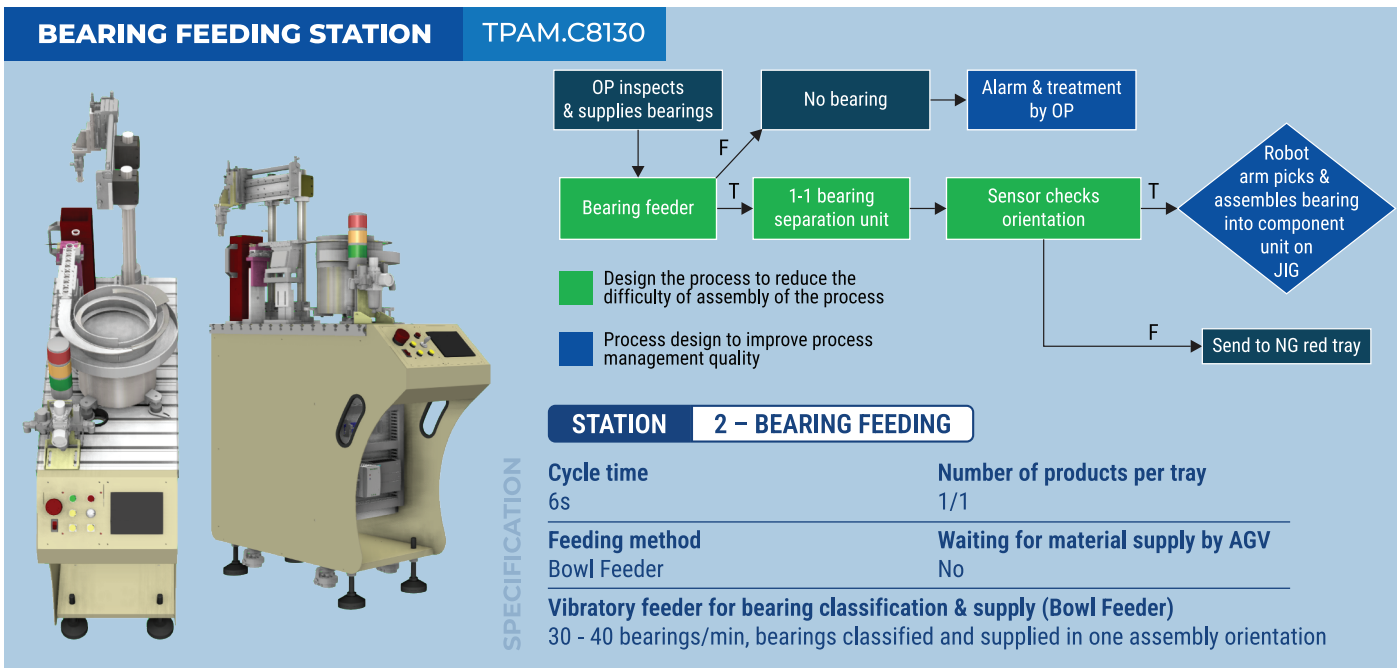 BEARING FEEDING STATION
TPAM.C8130
OP inspects
& supplies bearings
No bearing
Alarm & treatment
by OP
F
Bearing feeder
T
1-1 bearing
separation unit
Sensor checks
orientation
T
Robot
arm picks &
assembles bearing
into component
unit on
JIG
F
Send to NG red tray
Design the process to reduce the
difficulty of assembly of the process
Process design to improve process
management quality
STATION
2 – BEARING FEEDING
SPECIFICATION
Cycle time
6s
Number of products per tray
1/1
Feeding method
Bowl Feeder
Waiting for material supply by AGV
No
Vibratory feeder for bearing classification & supply (Bowl Feeder)
30 - 40 bearings/min, bearings classified and supplied in one assembly orientation